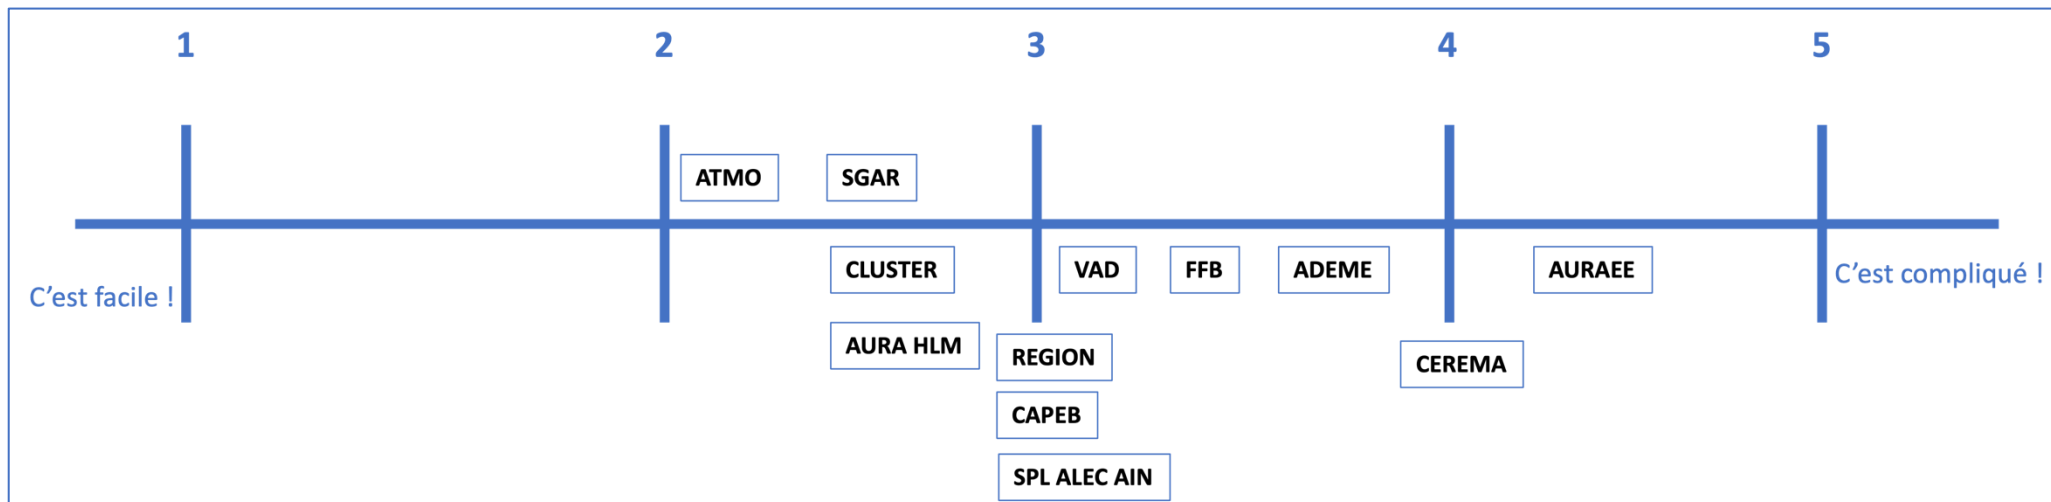 1 2 3 4 5
ATMO SGAR
CLUSTER VAD FFB ADEME AURAEE
C'est facile ! C'est compliqué !
AURA HLM REGION CEREMA
CAPEB
SPL ALEC AIN